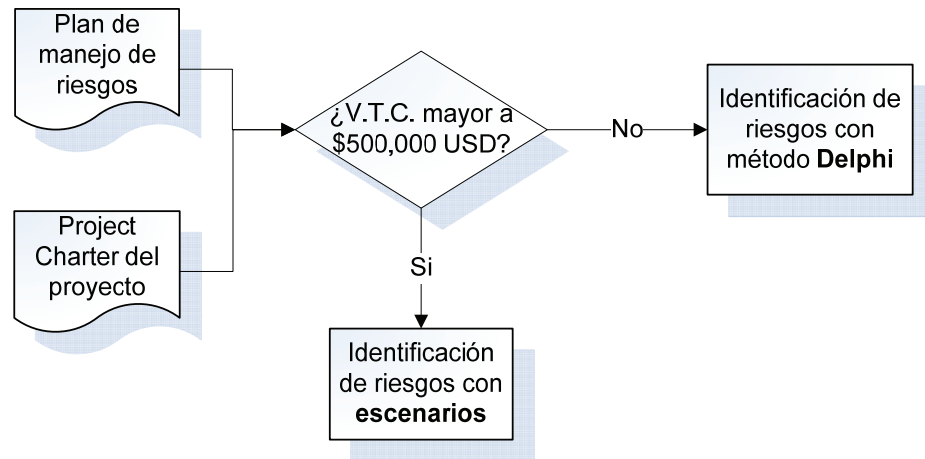 Plan de
manejo de
riesgos
¿V.T.C. mayor a
$500,000 USD?
No
Identificación de
riesgos con
método Delphi
Project
Charter del
proyecto
Si
Identificación
de riesgos con
escenarios